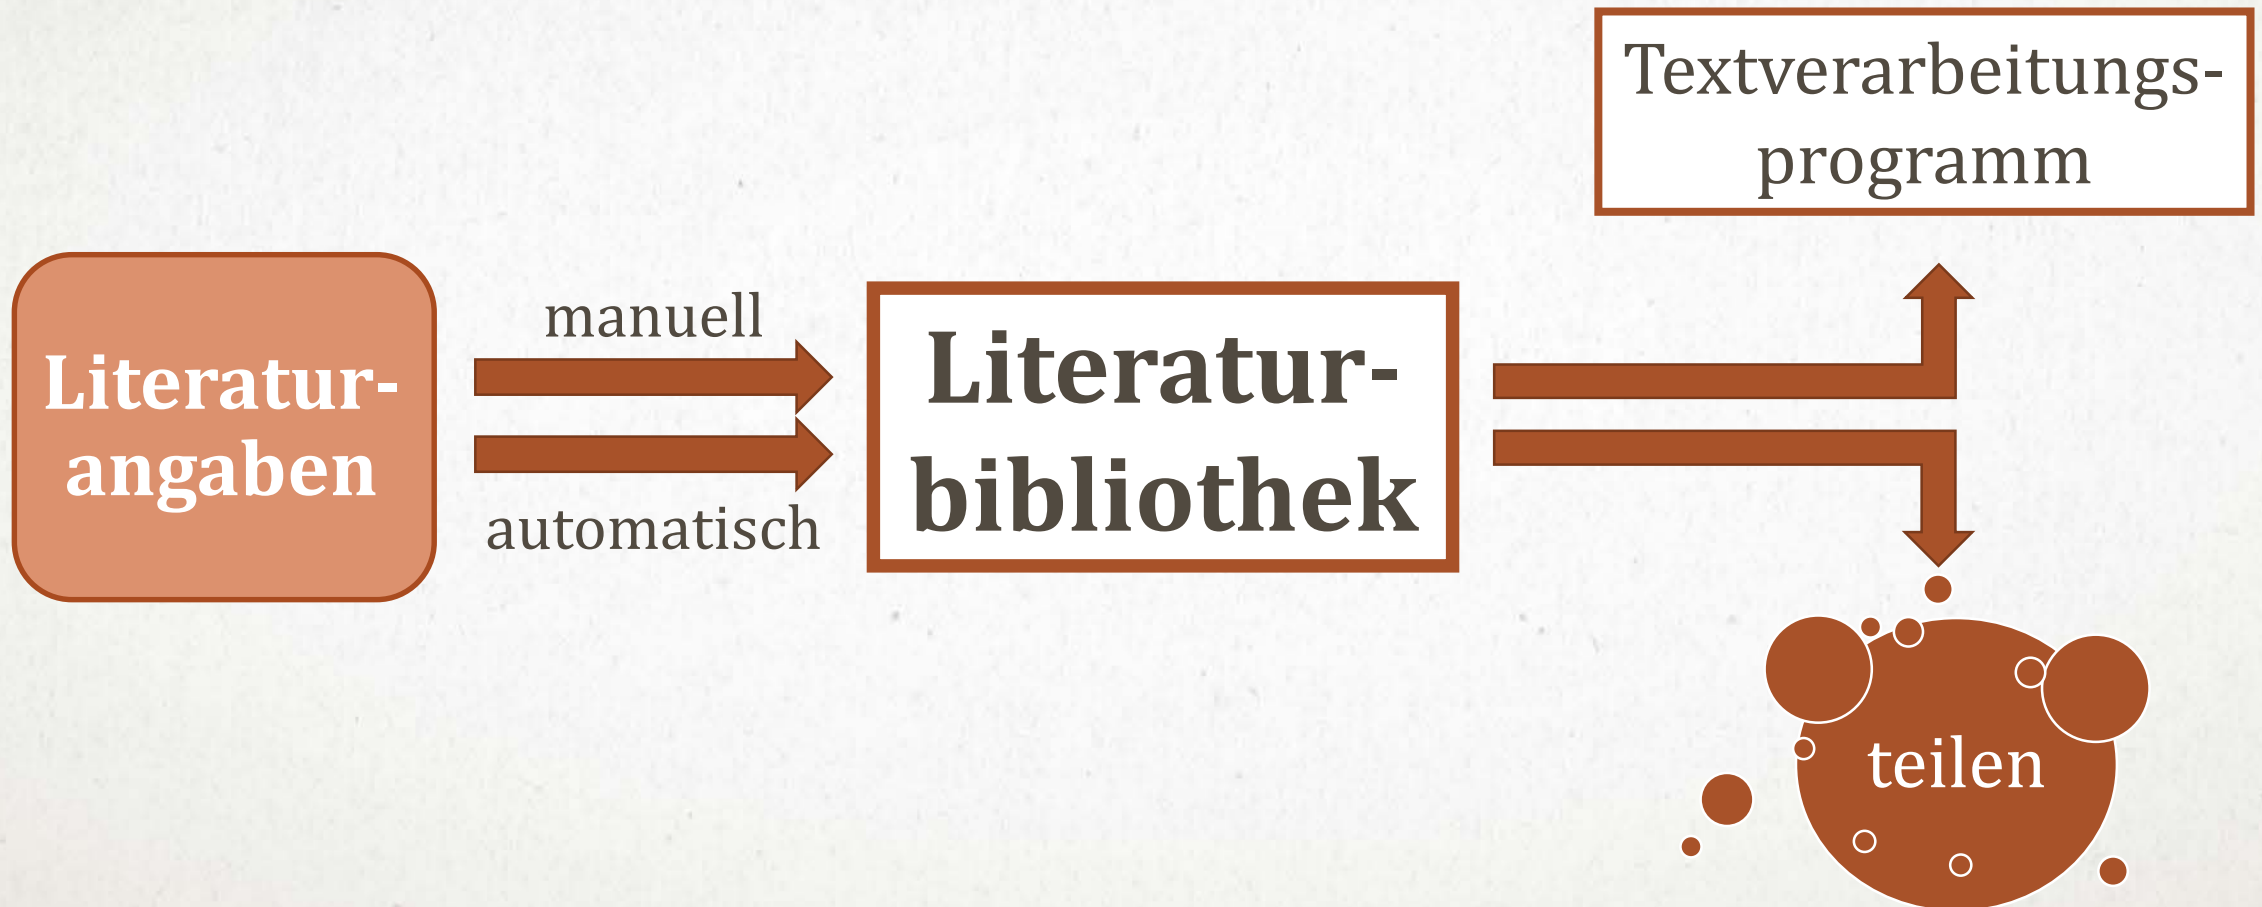 Textverarbeitungs-
programm
Literatur-
angaben
manuell
automatisch
Literatur-
bibliothek
teilen